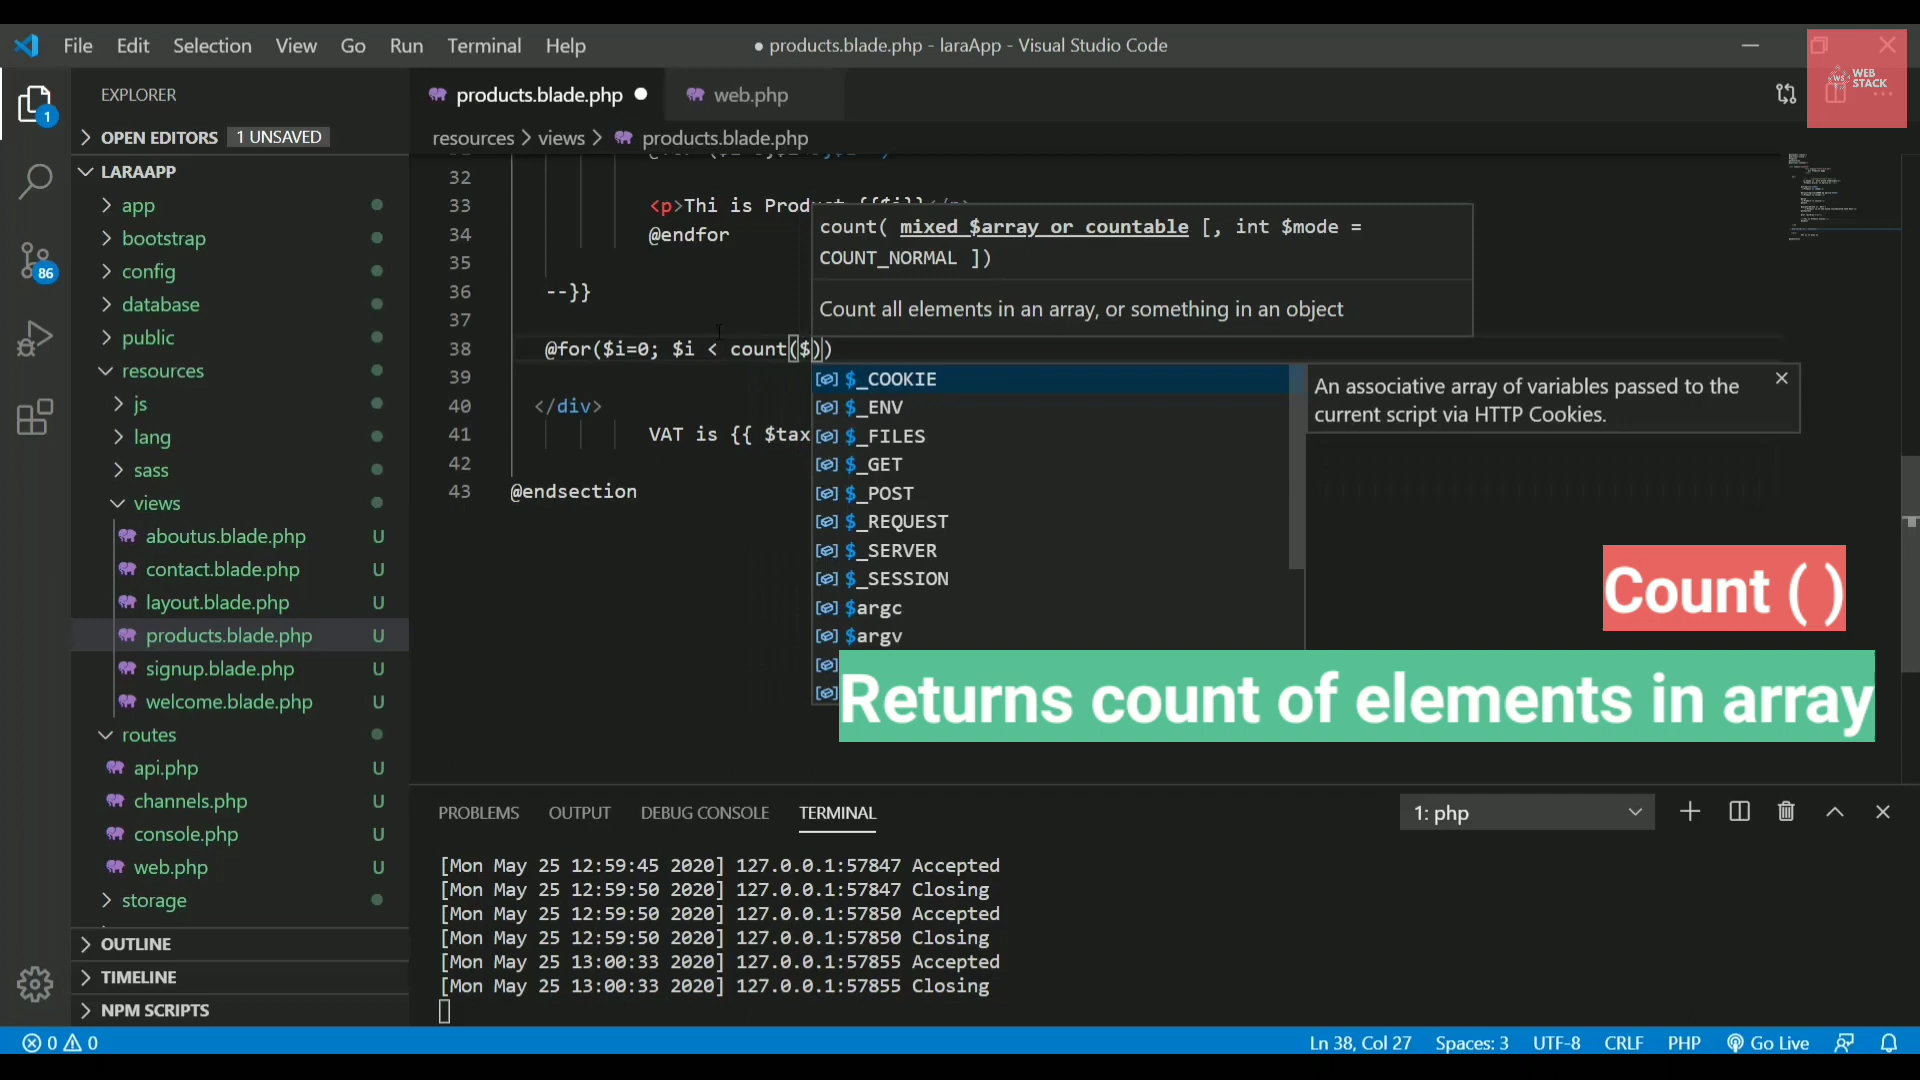 File Edit Selection View Go Run Terminal Help
● products.blade.php - laraApp - Visual Studio Code
WEB
STACK
EXPLORER
products.blade.php
web.php
1
OPEN EDITORS 1 UNSAVED
resources > views > products.blade.php
LARAAPP
app
bootstrap
config
database
public
resources
js
lang
sass
views
aboutus.blade.php U
contact.blade.php U
layout.blade.php U
products.blade.php U
signup.blade.php U
welcome.blade.php U
routes
api.php U
channels.php U
console.php U
web.php U
storage
OUTLINE
TIMELINE
NPM SCRIPTS
86
32
33 <p>Thi is Product {{$i}}</p>
34 @endfor
35
36 --}}
37
38 @for($i=0; $i < count($))
39
40 </div>
41 VAT is {{ $tax
42
43 @endsection
count( mixed $array_or_countable [, int $mode =
COUNT_NORMAL ])
Count all elements in an array, or something in an object
$_COOKIE
$_ENV
$_FILES
$_GET
$_POST
$_REQUEST
$_SERVER
$_SESSION
$argc
$argv
An associative array of variables passed to the
current script via HTTP Cookies.
Count ( )
Returns count of elements in array
PROBLEMS OUTPUT DEBUG CONSOLE TERMINAL
1: php
[Mon May 25 12:59:45 2020] 127.0.0.1:57847 Accepted
[Mon May 25 12:59:50 2020] 127.0.0.1:57847 Closing
[Mon May 25 12:59:50 2020] 127.0.0.1:57850 Accepted
[Mon May 25 12:59:50 2020] 127.0.0.1:57850 Closing
[Mon May 25 13:00:33 2020] 127.0.0.1:57855 Accepted
[Mon May 25 13:00:33 2020] 127.0.0.1:57855 Closing
0 0
Ln 38, Col 27 Spaces: 3 UTF-8 CRLF PHP Go Live